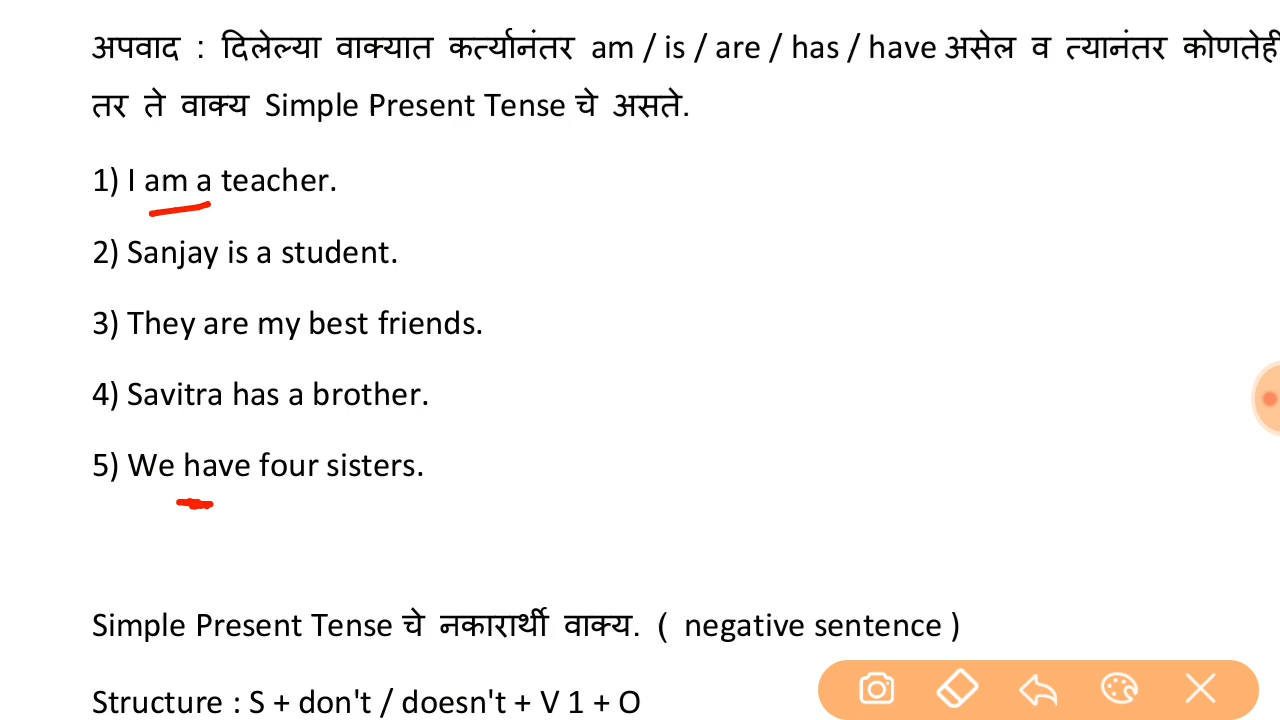 अपवाद : दिलेल्या वाक्यात कर्त्यानंतर am / is / are / has / have असेल व त्यानंतर कोणतेही
तर ते वाक्य Simple Present Tense चे असते.
1) I am a teacher.
2) Sanjay is a student.
3) They are my best friends.
4) Savitra has a brother.
5) We have four sisters.
Simple Present Tense चे नकारार्थी वाक्य. ( negative sentence )
Structure : S + don't / doesn't + V 1 + O